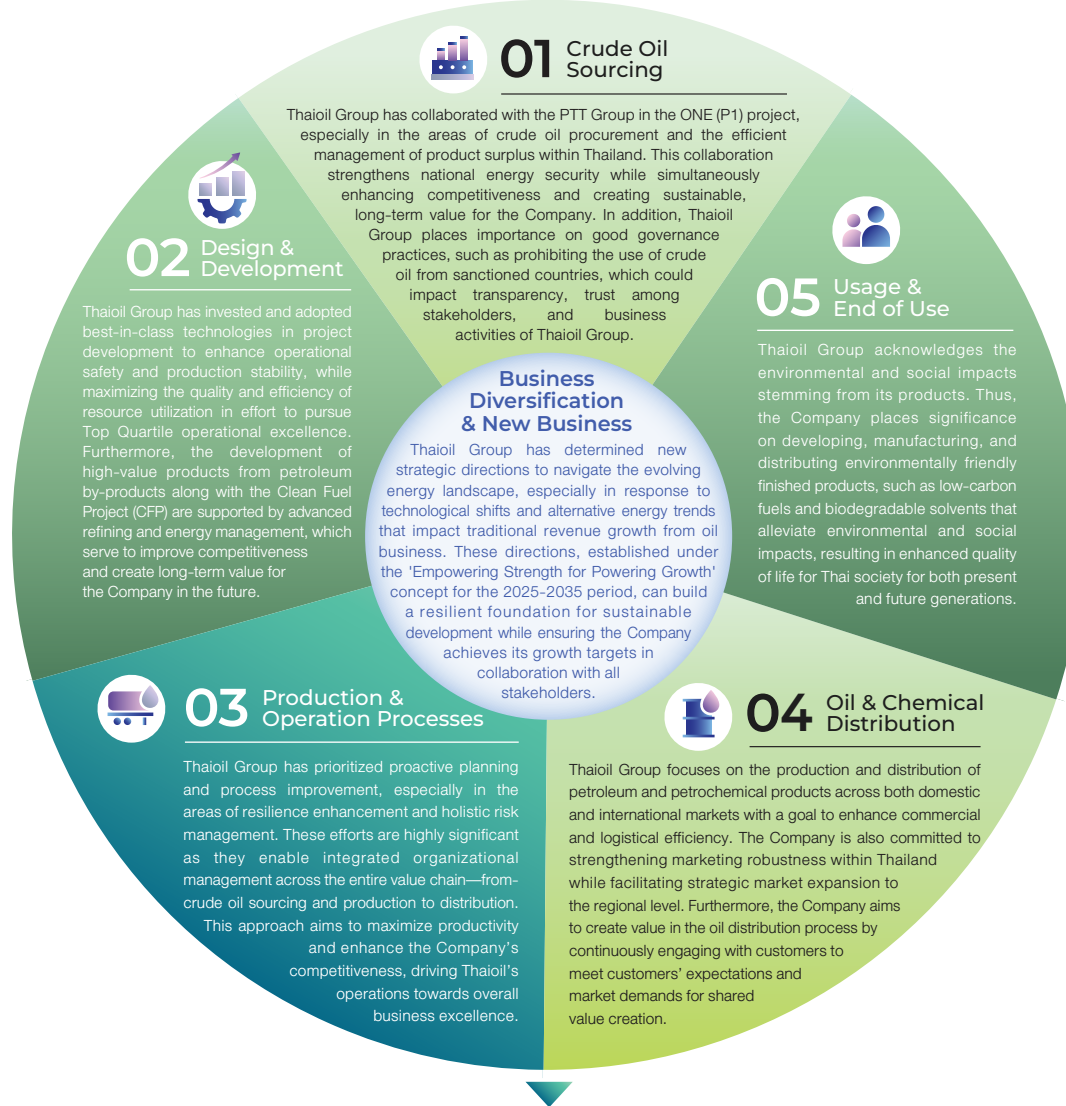 01 Crude Oil
Sourcing
Thaioil Group has collaborated with the PTT Group in the ONE (P1) project,
especially in the areas of crude oil procurement and the efficient
management of product surplus within Thailand. This collaboration
strengthens national energy security while simultaneously
enhancing competitiveness and creating sustainable,
long-term value for the Company. In addition, Thaioil
Group places importance on good governance
practices, such as prohibiting the use of crude
oil from sanctioned countries, which could
impact transparency, trust among
stakeholders, and business
activities of Thaioil Group.
02 Design &
Development
Thaioil Group has invested and adopted
best-in-class technologies in project
development to enhance operational
safety and production stability, while
maximizing the quality and efficiency of
resource utilization in effort to pursue
Top Quartile operational excellence.
Furthermore, the development of
high-value products from petroleum
by-products along with the Clean Fuel
Project (CFP) are supported by advanced
refining and energy management, which
serve to improve competitiveness
and create long-term value for
the Company in the future.
Business
Diversification
& New Business
Thaioil Group has determined new
strategic directions to navigate the evolving
energy landscape, especially in response to
technological shifts and alternative energy trends
that impact traditional revenue growth from oil
business. These directions, established under
the 'Empowering Strength for Powering Growth'
concept for the 2025-2035 period, can build
a resilient foundation for sustainable
development while ensuring the Company
achieves its growth targets in
collaboration with all
stakeholders.
05 Usage &
End of Use
Thaioil Group acknowledges the
environmental and social impacts
stemming from its products. Thus,
the Company places significance
on developing, manufacturing, and
distributing environmentally friendly
finished products, such as low-carbon
fuels and biodegradable solvents that
alleviate environmental and social
impacts, resulting in enhanced quality
of life for Thai society for both present
and future generations.
03 Production &
Operation Processes
Thaioil Group has prioritized proactive planning
and process improvement, especially in the
areas of resilience enhancement and holistic risk
management. These efforts are highly significant
as they enable integrated organizational
management across the entire value chain—from-
crude oil sourcing and production to distribution.
This approach aims to maximize productivity
and enhance the Company's
competitiveness, driving Thaioil's
operations towards overall
business excellence.
04 Oil & Chemical
Distribution
Thaioil Group focuses on the production and distribution of
petroleum and petrochemical products across both domestic
and international markets with a goal to enhance commercial
and logistical efficiency. The Company is also committed to
strengthening marketing robustness within Thailand
while facilitating strategic market expansion to
the regional level. Furthermore, the Company aims
to create value in the oil distribution process by
continuously engaging with customers to
meet customers' expectations and
market demands for shared
value creation.